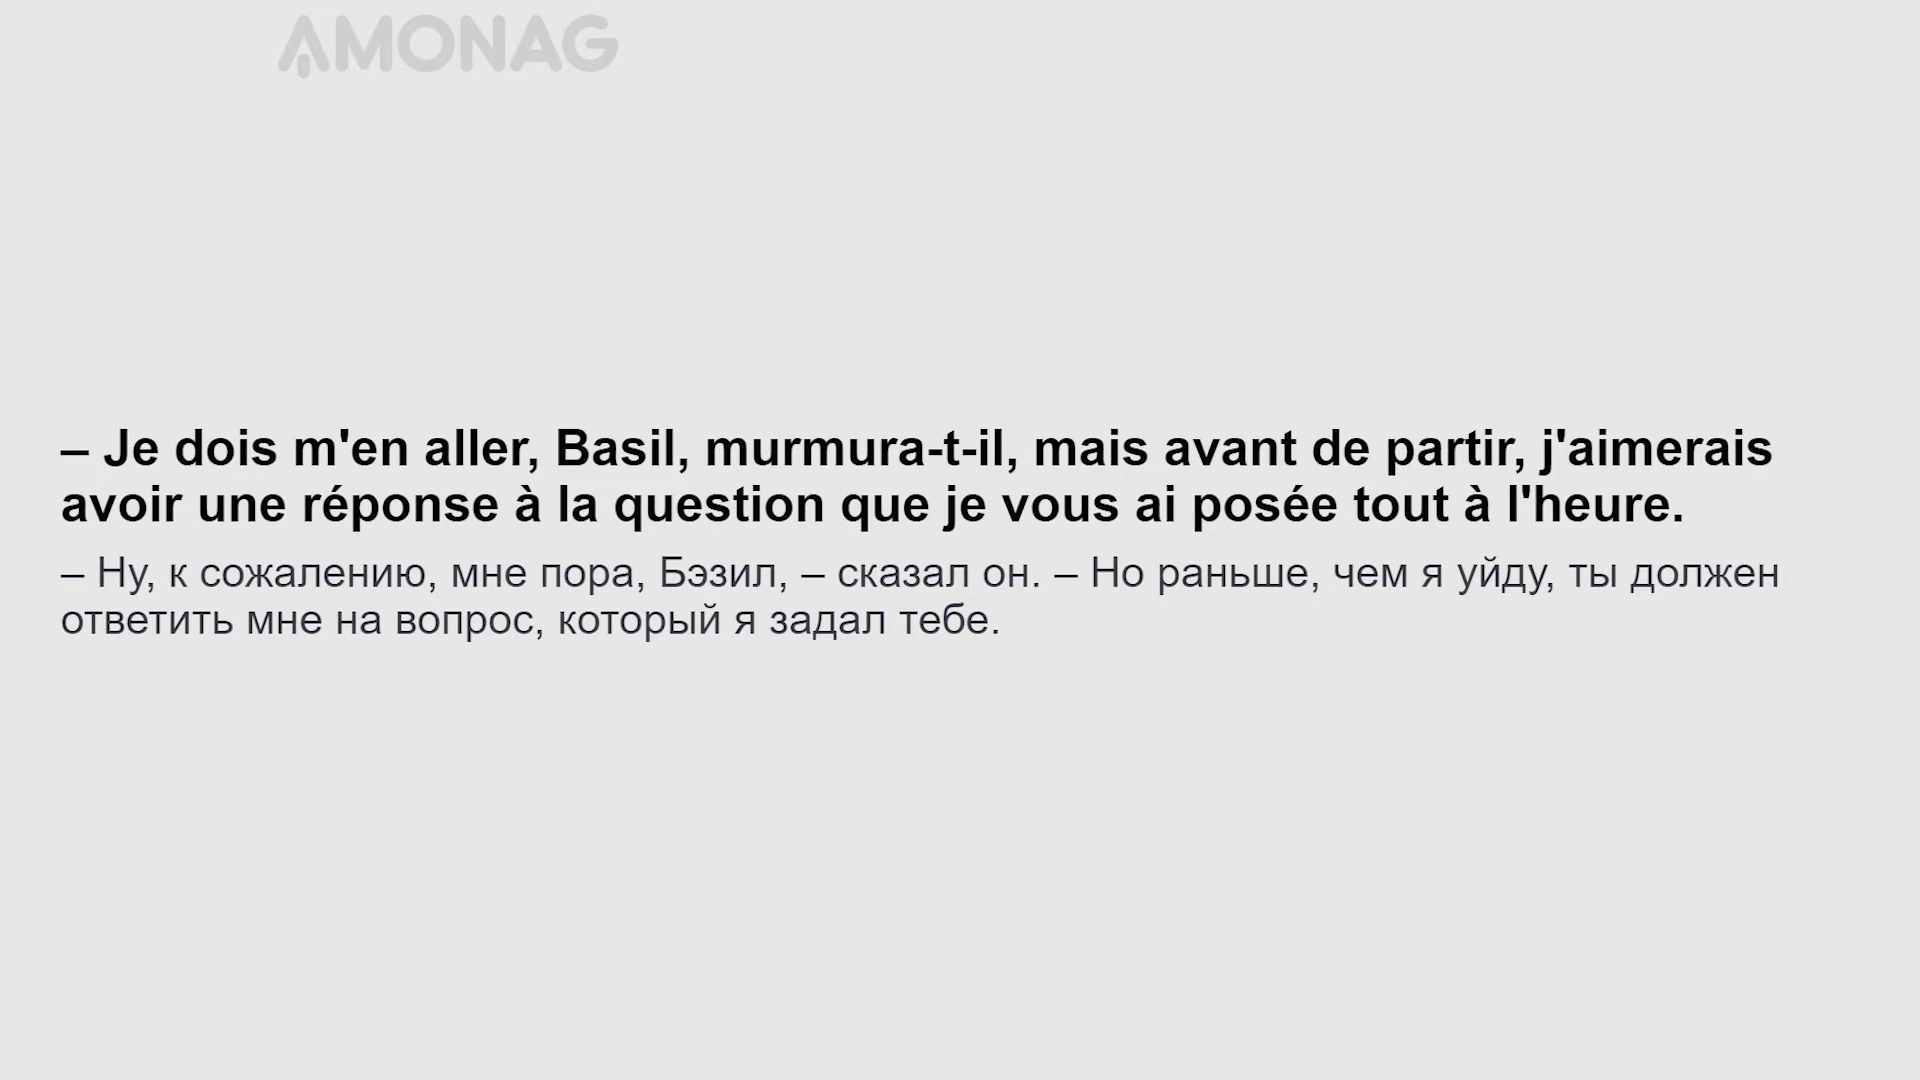 AMONAG
– Je dois m'en aller, Basil, murmura-t-il, mais avant de partir, j'aimerais
avoir une réponse à la question que je vous ai posée tout à l'heure.
– Ну, к сожалению, мне пора, Бэзил, – сказал он. – Но раньше, чем я уйду, ты должен
ответить мне на вопрос, который я задал тебе.